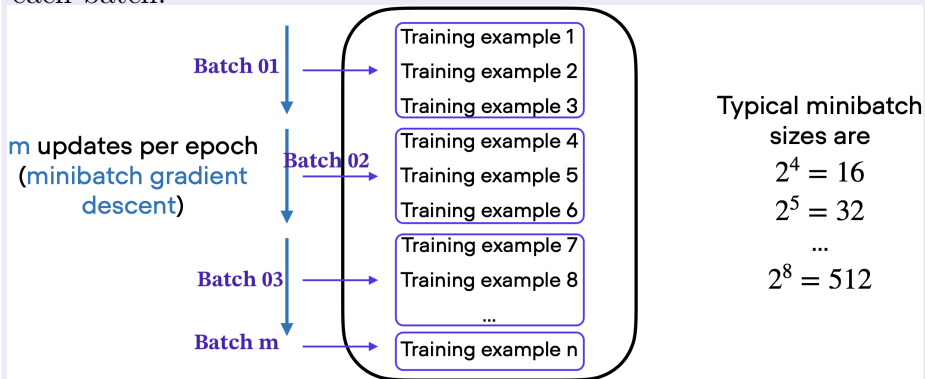 each batch.
Batch 01
Training example 1
Training example 2
Training example 3
m updates per epoch
(minibatch gradient
descent)
Batch 02
Training example 4
Training example 5
Training example 6
Batch 03
Training example 7
Training example 8
...
Batch m
Training example n
Typical minibatch
sizes are
2⁴ = 16
2⁵ = 32
...
2⁸ = 512